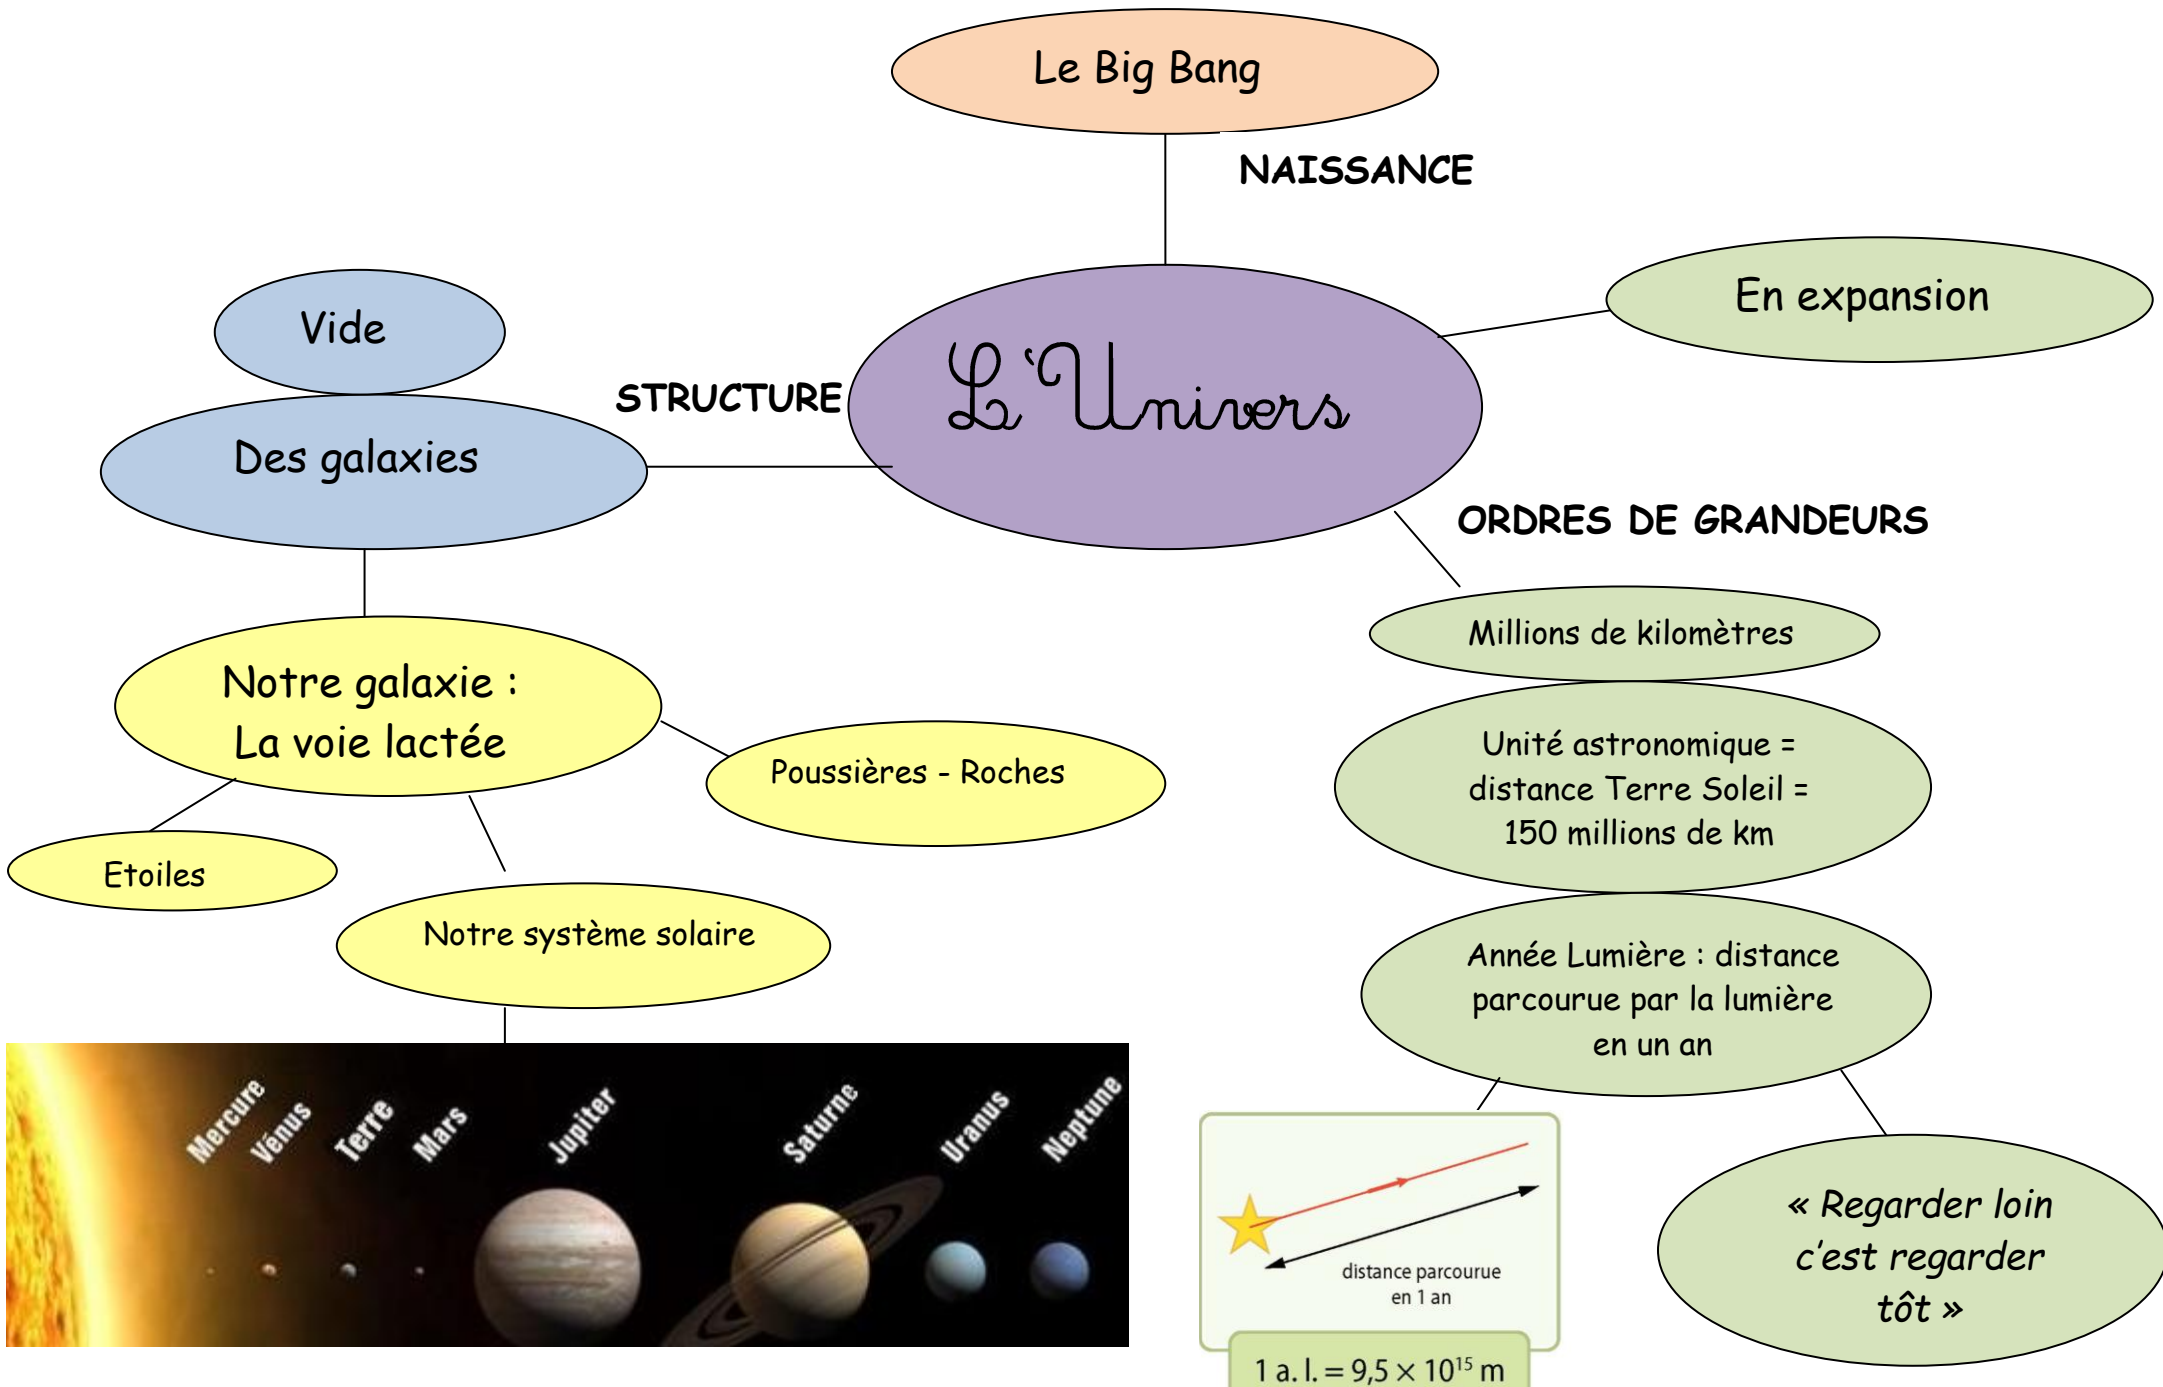 Le Big Bang
NAISSANCE
En expansion
Vide
L'Univers
STRUCTURE
Des galaxies
ORDRES DE GRANDEURS
Millions de kilomètres
Notre galaxie :
La voie lactée
Unité astronomique =
distance Terre Soleil =
150 millions de km
Poussières - Roches
Etoiles
Notre système solaire
Année Lumière : distance
parcourue par la lumière
en un an
Mercure
Vénus
Terre
Mars
Jupiter
Saturne
Uranus
Neptune
distance parcourue
en 1 an
1 a. l. = 9,5 × 10¹⁵ m
« Regarder loin
c'est regarder
tôt »